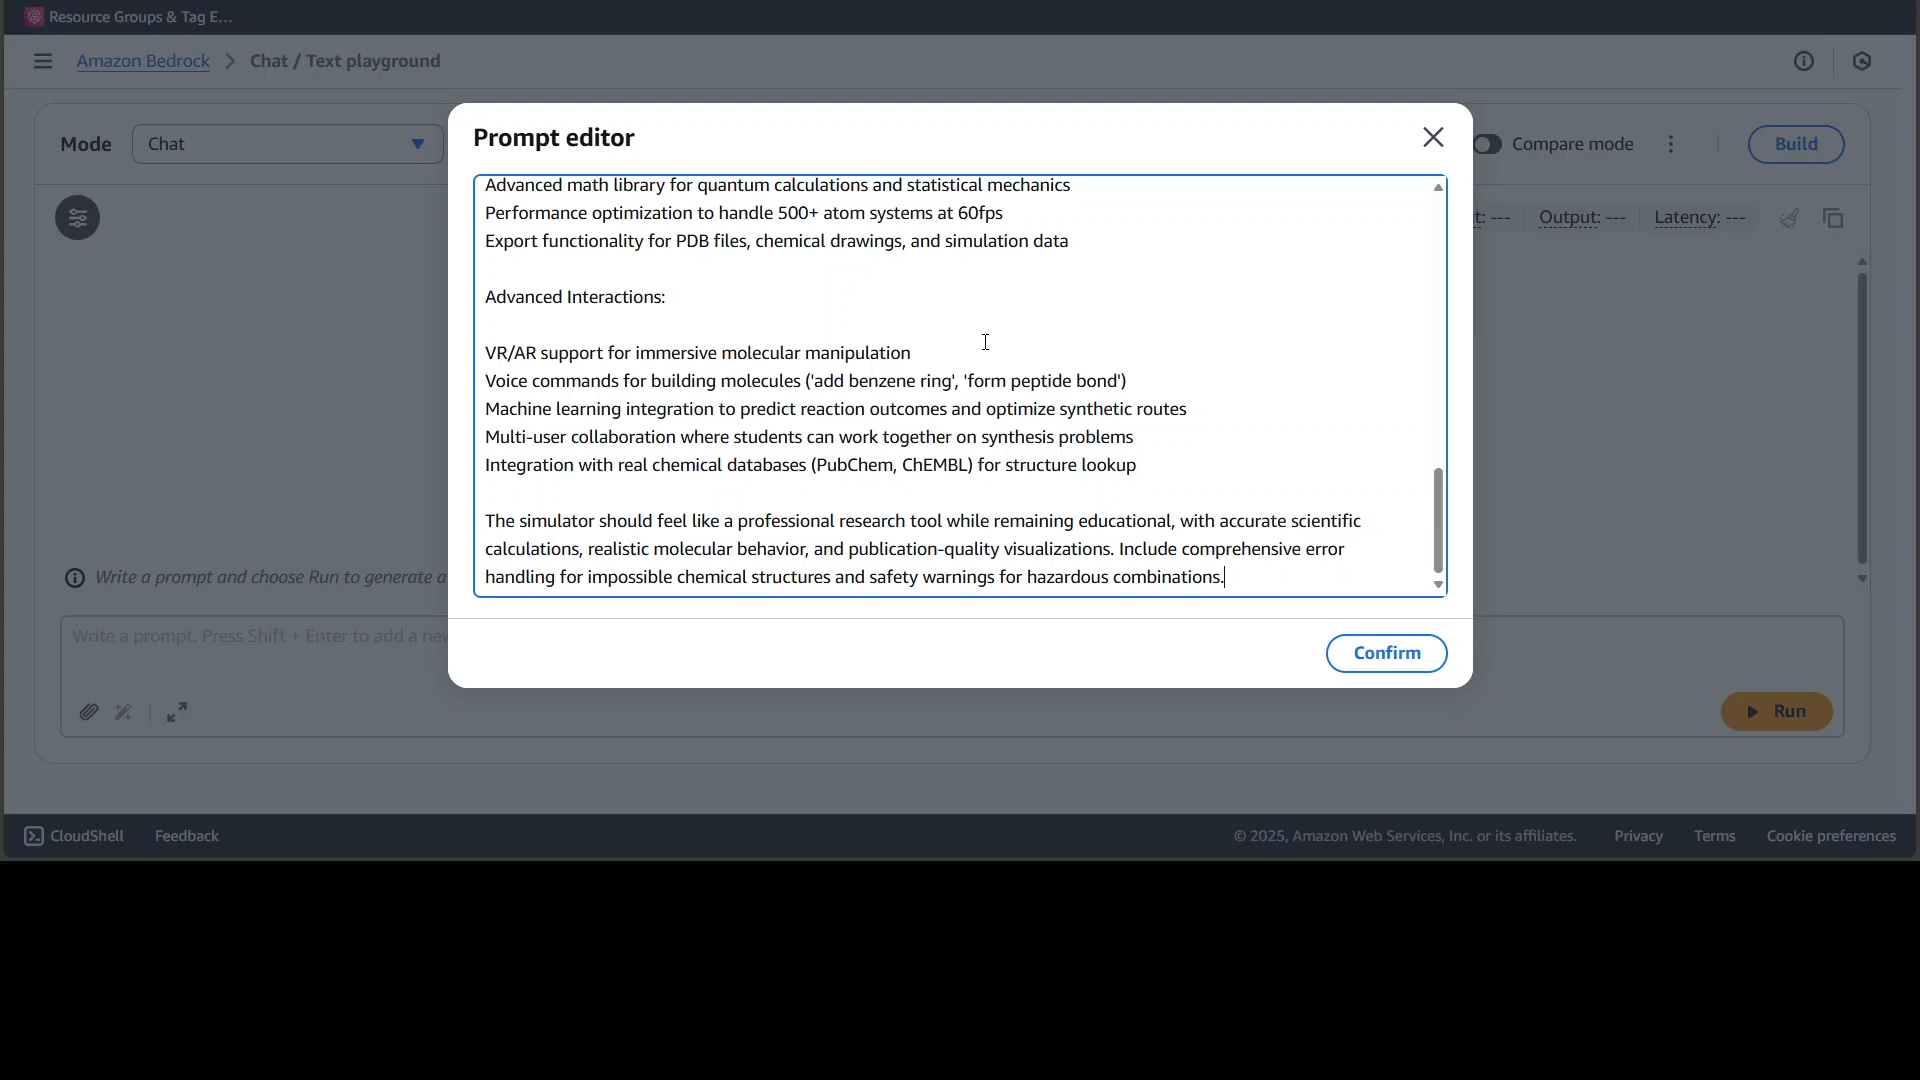 Resource Groups & Tag E...
Amazon Bedrock > Chat / Text playground
Mode
Chat
Compare mode
Build
t: ---
Output: ---
Latency: ---
Prompt editor
Advanced math library for quantum calculations and statistical mechanics
Performance optimization to handle 500+ atom systems at 60fps
Export functionality for PDB files, chemical drawings, and simulation data
Advanced Interactions:
VR/AR support for immersive molecular manipulation
Voice commands for building molecules ('add benzene ring', 'form peptide bond')
Machine learning integration to predict reaction outcomes and optimize synthetic routes
Multi-user collaboration where students can work together on synthesis problems
Integration with real chemical databases (PubChem, ChEMBL) for structure lookup
The simulator should feel like a professional research tool while remaining educational, with accurate scientific
calculations, realistic molecular behavior, and publication-quality visualizations. Include comprehensive error
handling for impossible chemical structures and safety warnings for hazardous combinations.
Confirm
Write a prompt and choose Run to generate a
Write a prompt. Press Shift + Enter to add a nev
Run
CloudShell
Feedback
© 2025, Amazon Web Services, Inc. or its affiliates.
Privacy
Terms
Cookie preferences